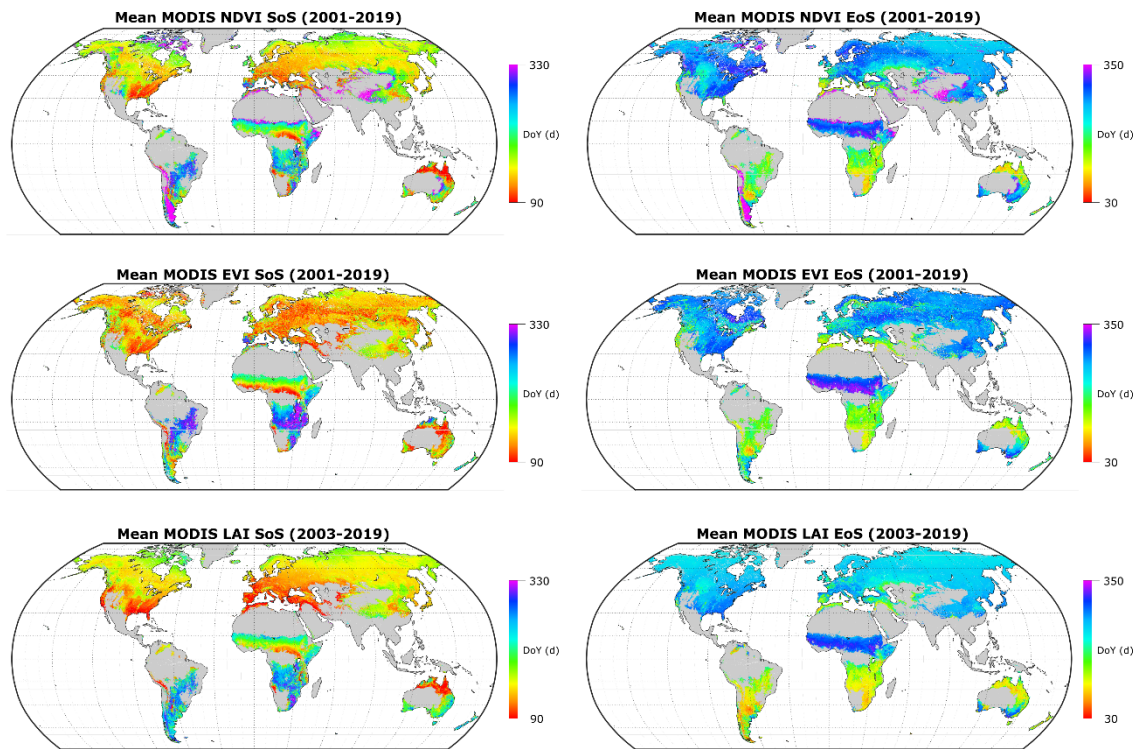 Mean MODIS NDVI SoS (2001-2019)
330
DoY (d)
90
Mean MODIS NDVI EoS (2001-2019)
350
DoY (d)
30
Mean MODIS EVI SoS (2001-2019)
330
DoY (d)
90
Mean MODIS EVI EoS (2001-2019)
350
DoY (d)
30
Mean MODIS LAI SoS (2003-2019)
330
DoY (d)
90
Mean MODIS LAI EoS (2003-2019)
350
DoY (d)
30